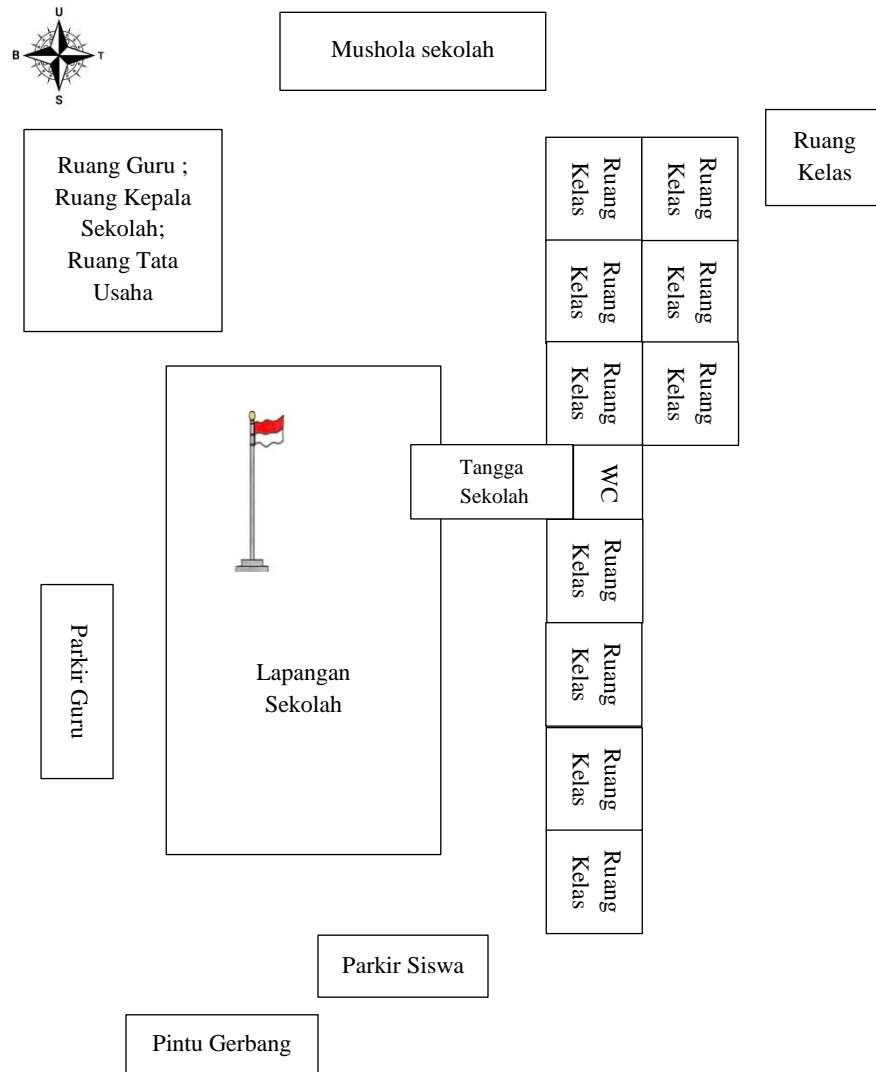 U
B
T
S
Mushola sekolah
Ruang Guru ;
Ruang Kepala
Sekolah;
Ruang Tata
Usaha
Ruang
Kelas
Ruang
Kelas
Ruang
Kelas
Ruang
Kelas
Ruang
Kelas
Ruang
Kelas
Ruang
Kelas
Tangga
Sekolah
WC
Ruang
Kelas
Ruang
Kelas
Ruang
Kelas
Ruang
Kelas
Parkir Guru
Lapangan
Sekolah
Parkir Siswa
Pintu Gerbang